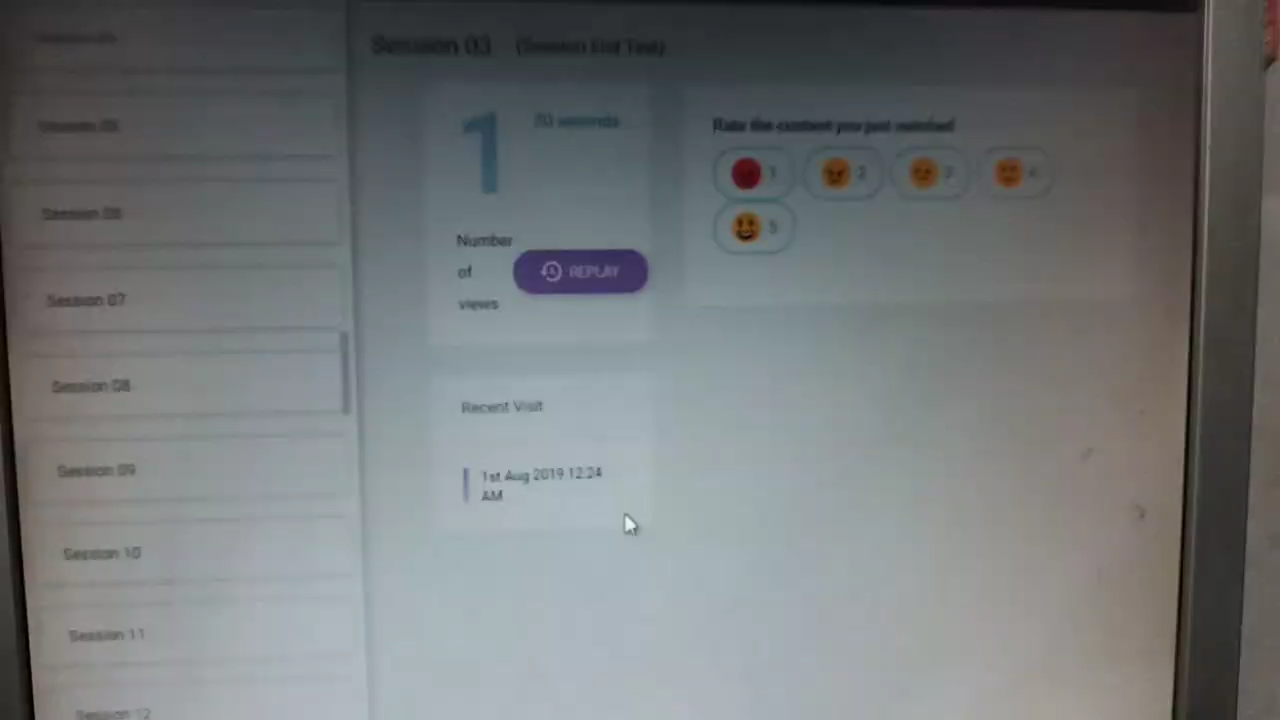 Session 05
Session 06
Session 07
Session 08
Session 09
Session 10
Session 11
Session 12
Session 03 (Session End Test)
1
seconds
Number
of
views
REPLAY
Rate the content you just watched
1
2
3
4
5
Recent Visit
1st Aug 2019 12:24
AM